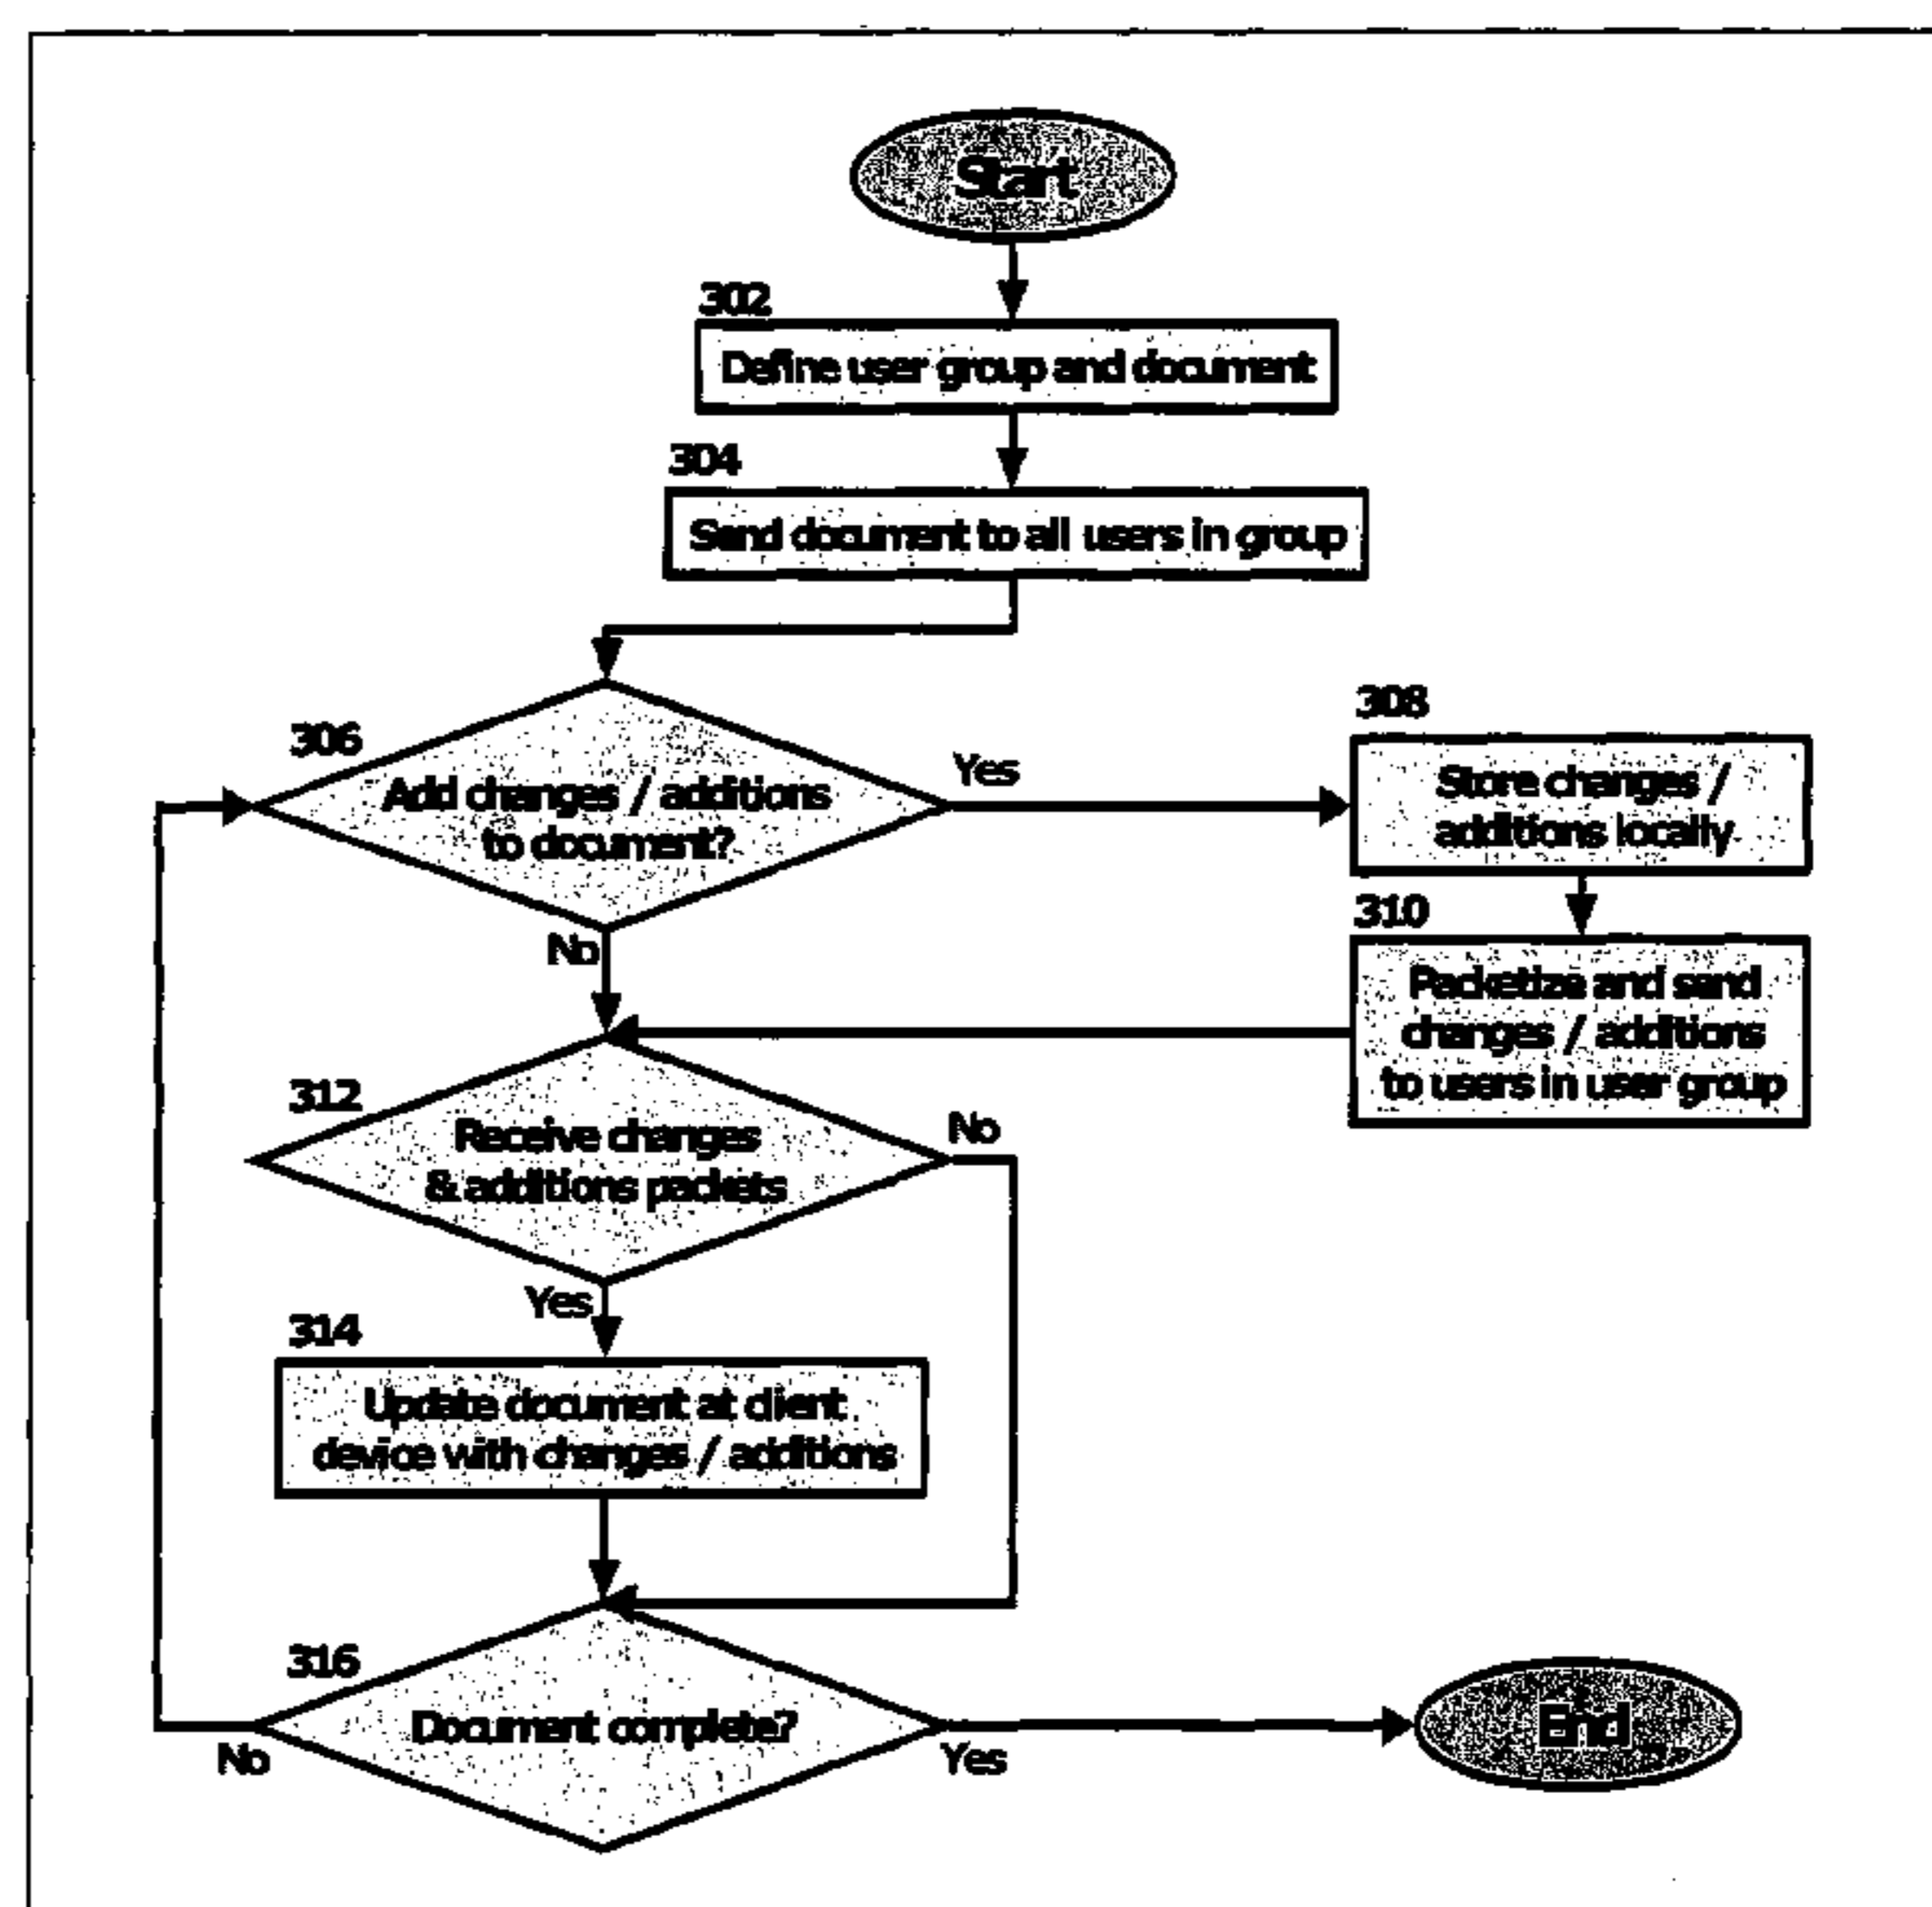 Start
302
Define user group and document
304
Send document to all users in group
306
Add changes / additions
to document?
Yes
No
308
Store changes /
additions locally
310
Packetize and send
changes / additions
to users in user group
312
Receive changes
& additions packets
No
Yes
314
Update document at client
device with changes / additions
316
Document complete?
No
Yes
End